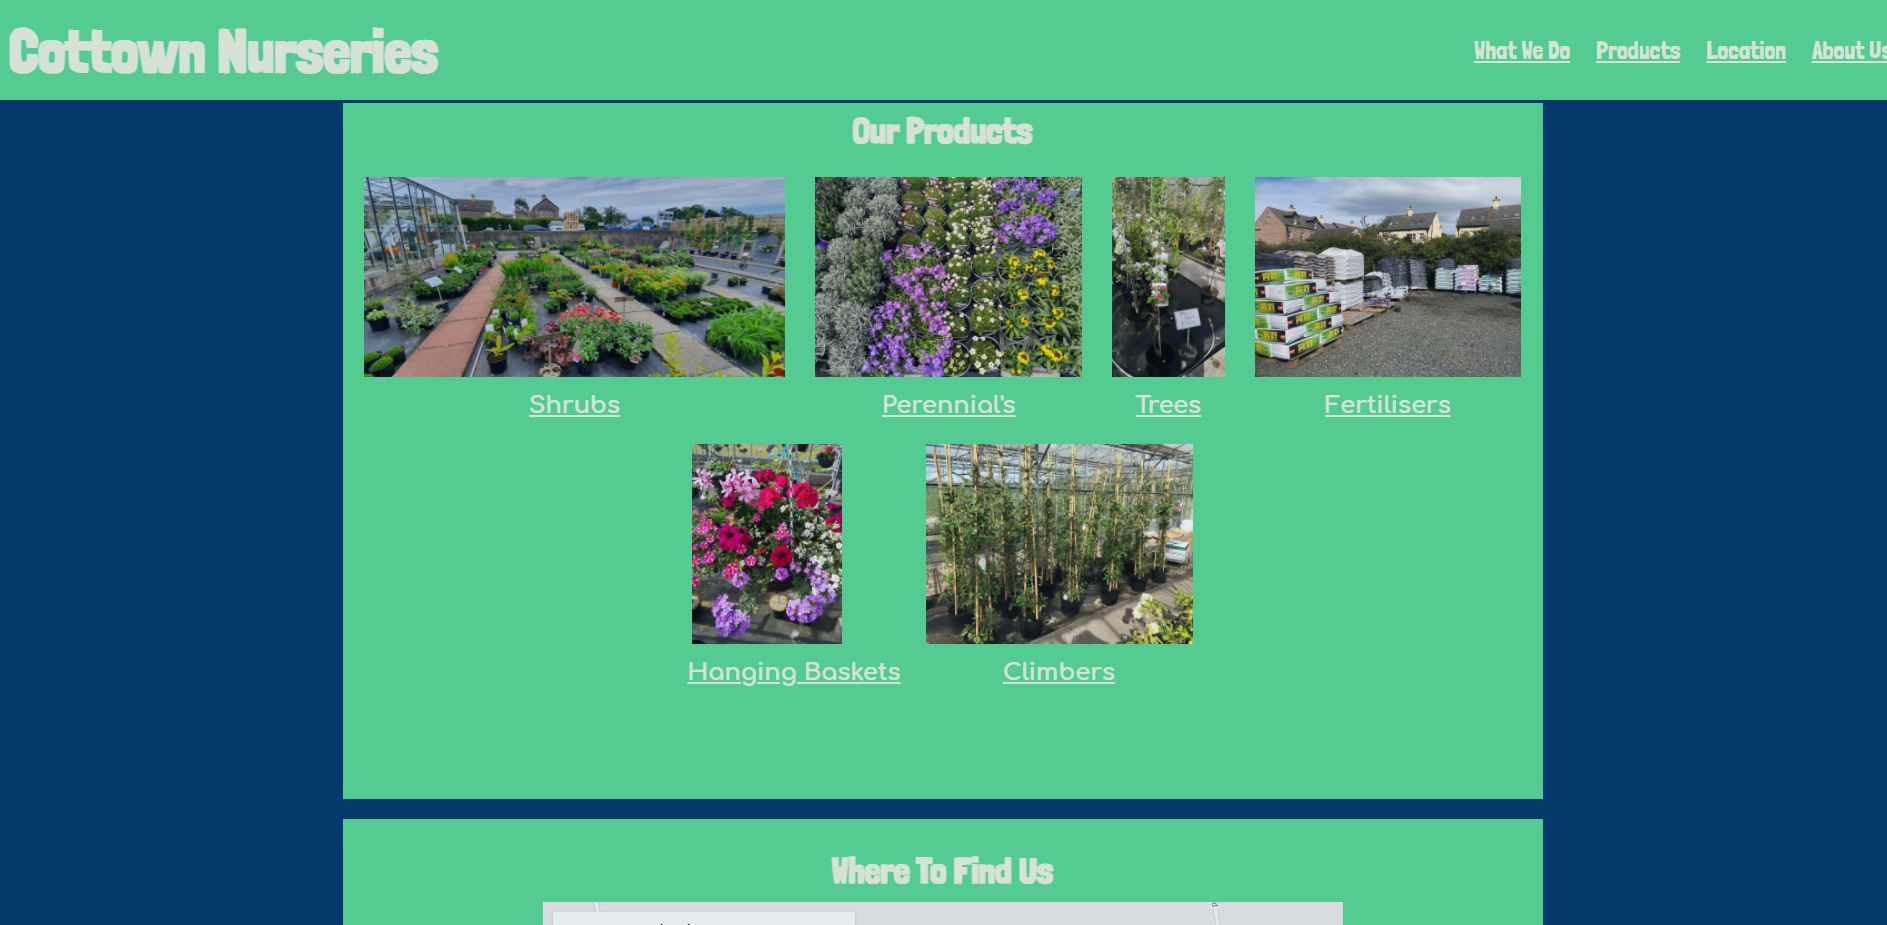 Cottown Nurseries
What We Do Products Location About Us
Our Products
Shrubs Perennial's Trees Fertilisers
Hanging Baskets Climbers
Where To Find Us